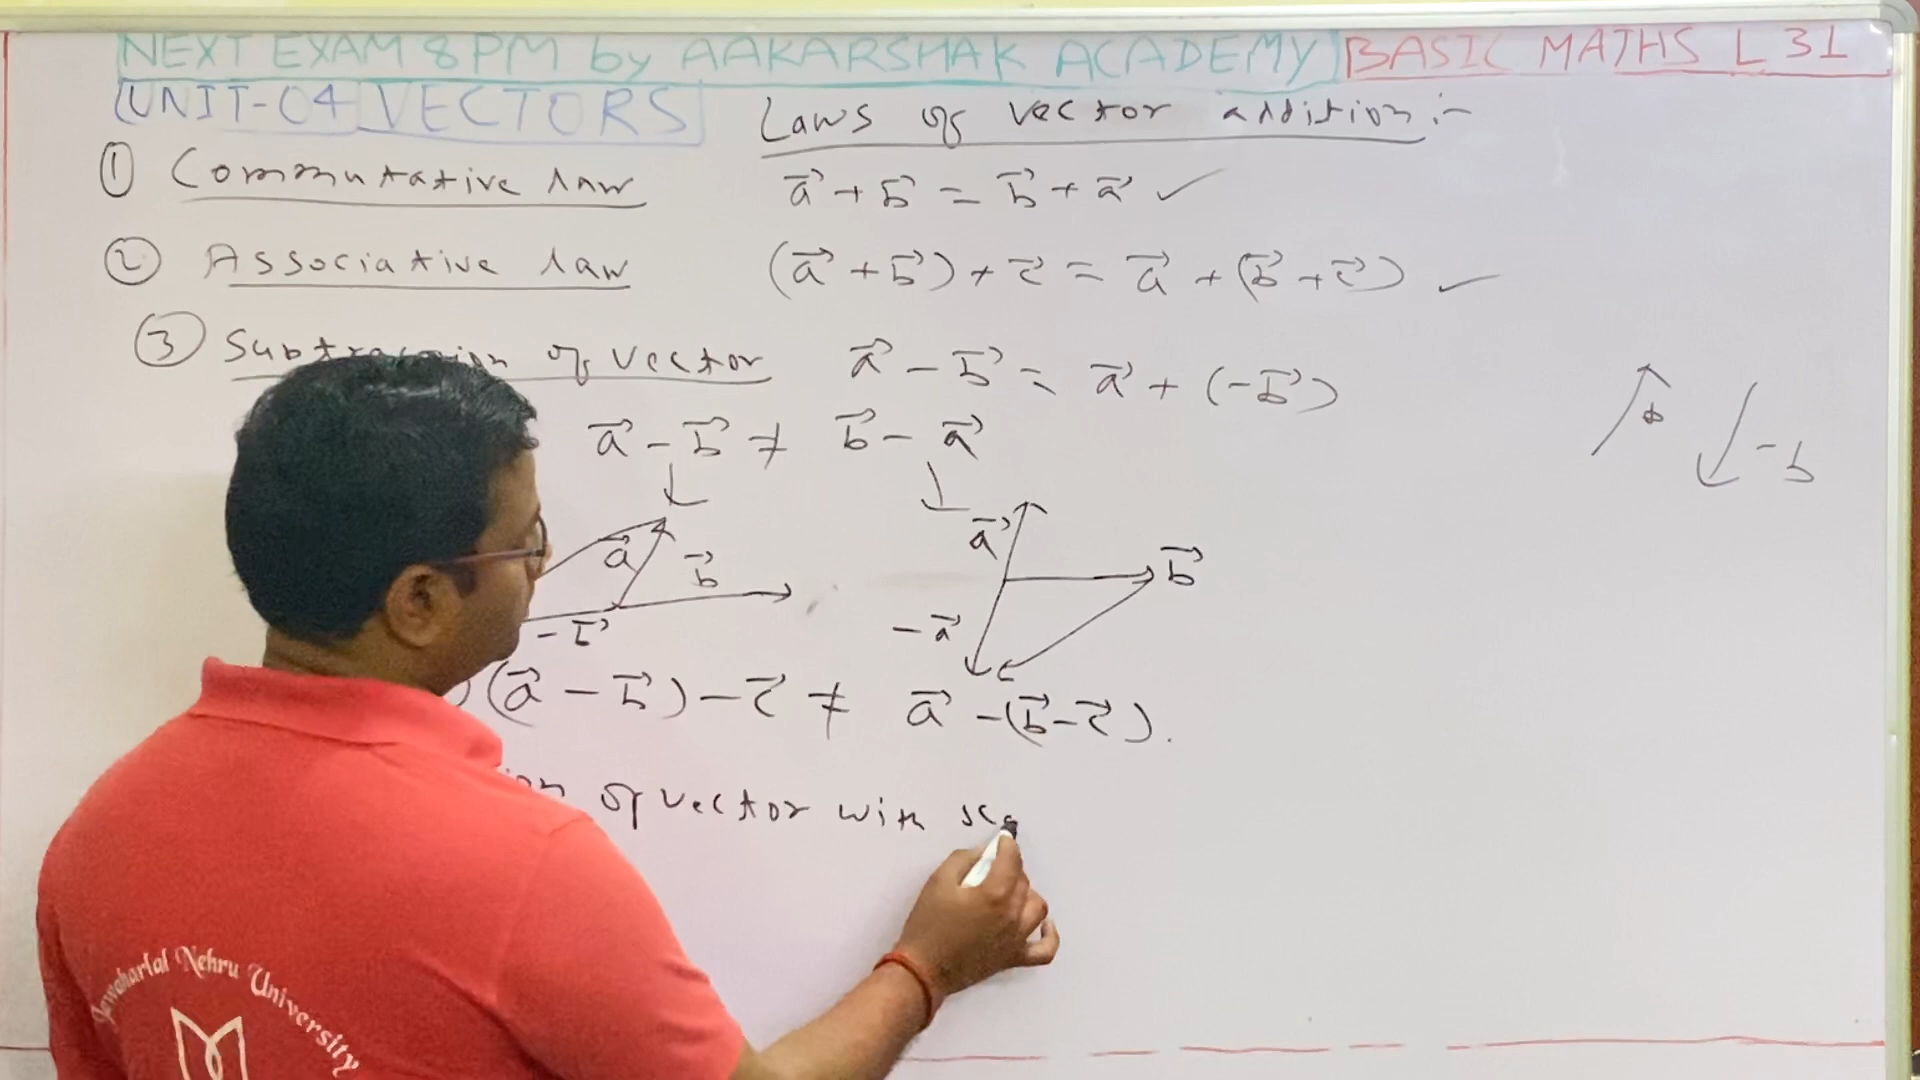 NEXT EXAM 8PM by AAKARSHAK ACADEMY BASIC MATHS L 31
UNIT-04 VECTORS Laws of vector addition :-
① Commutative law a⃗ + b⃗ = b⃗ + a⃗ ✓
② Associative law (a⃗ + b⃗) + c⃗ = a⃗ + (b⃗ + c⃗) ✓
③ Subtraction of vector a⃗ - b⃗ = a⃗ + (-b⃗)
b -b
a⃗ - b⃗ ≠ b⃗ - a⃗
a⃗ b⃗ a⃗ b⃗
-a⃗
(a⃗ - b⃗) - c⃗ ≠ a⃗ - (b⃗ - c⃗).
of vector with sca
Jawaharlal Nehru University